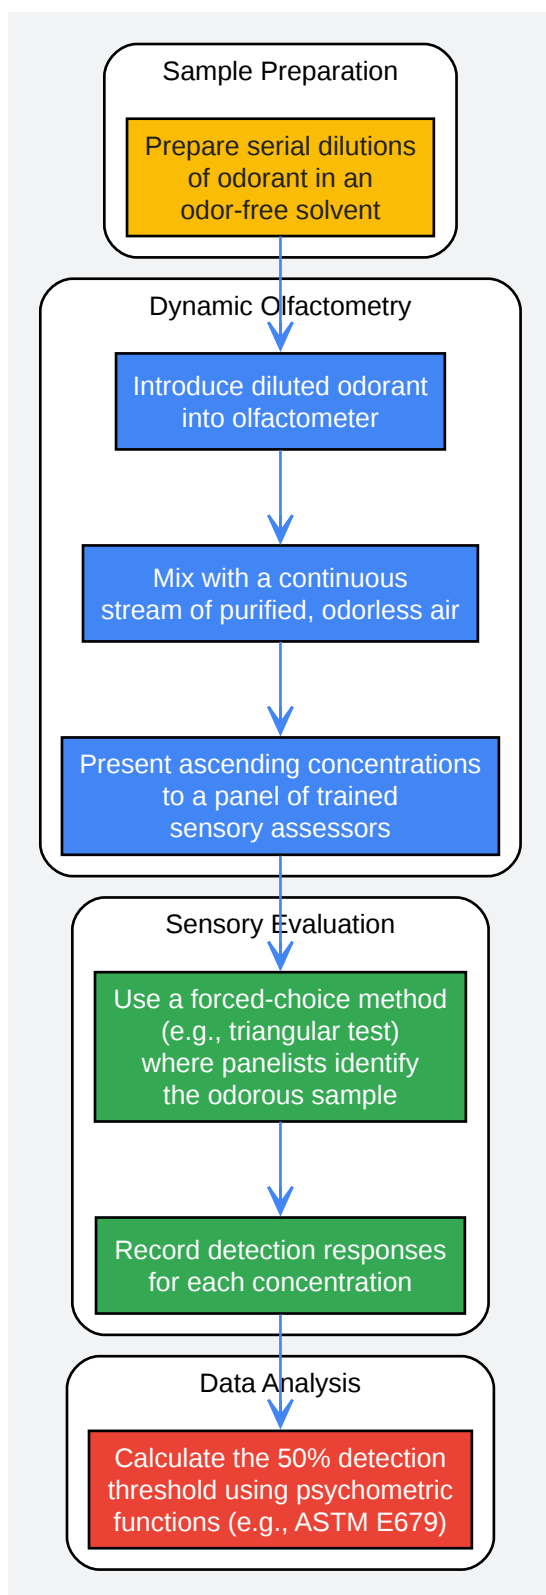 Sample Preparation
Prepare serial dilutions
of odorant in an
odor-free solvent
Dynamic Olfactometry
Introduce diluted odorant
into olfactometer
Mix with a continuous
stream of purified, odorless air
Present ascending concentrations
to a panel of trained
sensory assessors
Sensory Evaluation
Use a forced-choice method
(e.g., triangular test)
where panelists identify
the odorous sample
Record detection responses
for each concentration
Data Analysis
Calculate the 50% detection
threshold using psychometric
functions (e.g., ASTM E679)